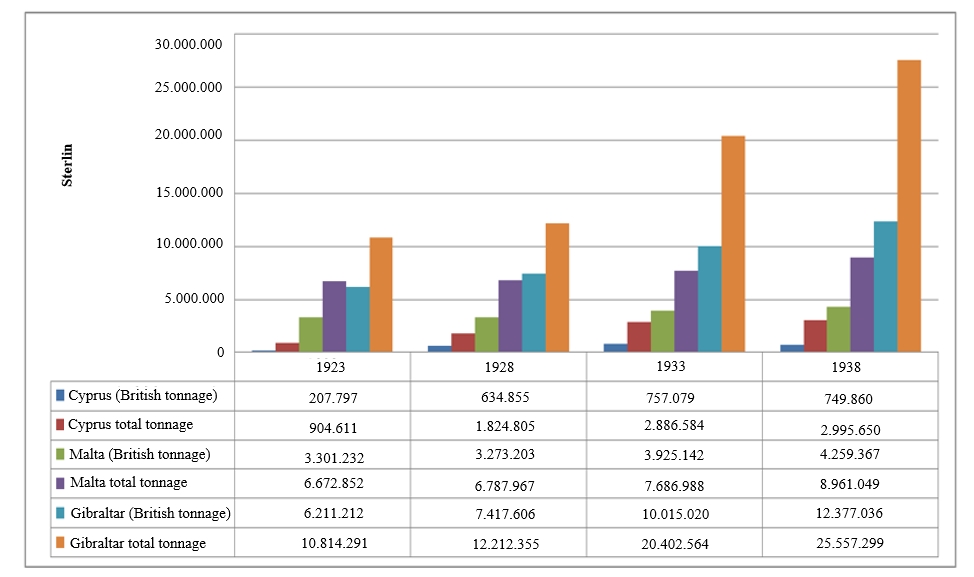 30.000.000
25.000.000
20.000.000
15.000.000
10.000.000
5.000.000
0
Sterlin
1923 1928 1933 1938
Cyprus (British tonnage) 207.797 634.855 757.079 749.860
Cyprus total tonnage 904.611 1.824.805 2.886.584 2.995.650
Malta (British tonnage) 3.301.232 3.273.203 3.925.142 4.259.367
Malta total tonnage 6.672.852 6.787.967 7.686.988 8.961.049
Gibraltar (British tonnage) 6.211.212 7.417.606 10.015.020 12.377.036
Gibraltar total tonnage 10.814.291 12.212.355 20.402.564 25.557.299